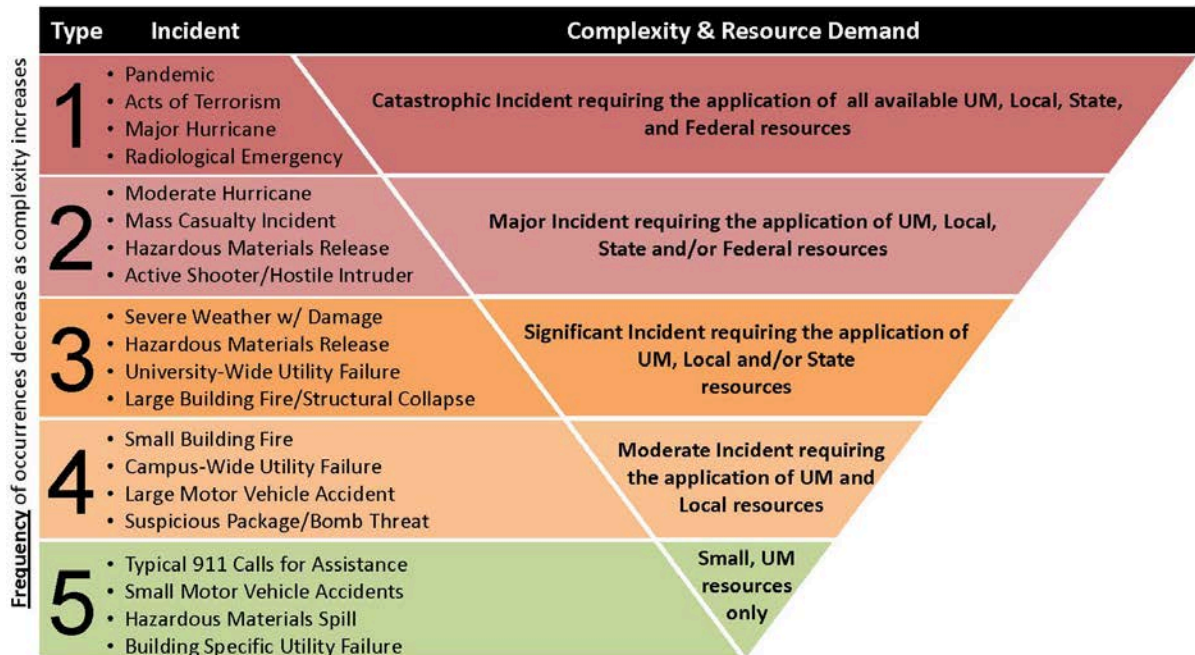 Type Incident Complexity & Resource Demand
Frequency of occurrences decrease as complexity increases
1
• Pandemic
• Acts of Terrorism
• Major Hurricane
• Radiological Emergency
Catastrophic Incident requiring the application of all available UM, Local, State,
and Federal resources
2
• Moderate Hurricane
• Mass Casualty Incident
• Hazardous Materials Release
• Active Shooter/Hostile Intruder
Major Incident requiring the application of UM, Local,
State and/or Federal resources
3
• Severe Weather w/ Damage
• Hazardous Materials Release
• University-Wide Utility Failure
• Large Building Fire/Structural Collapse
Significant Incident requiring the application of
UM, Local and/or State
resources
4
• Small Building Fire
• Campus-Wide Utility Failure
• Large Motor Vehicle Accident
• Suspicious Package/Bomb Threat
Moderate Incident requiring
the application of UM and
Local resources
5
• Typical 911 Calls for Assistance
• Small Motor Vehicle Accidents
• Hazardous Materials Spill
• Building Specific Utility Failure
Small, UM
resources
only